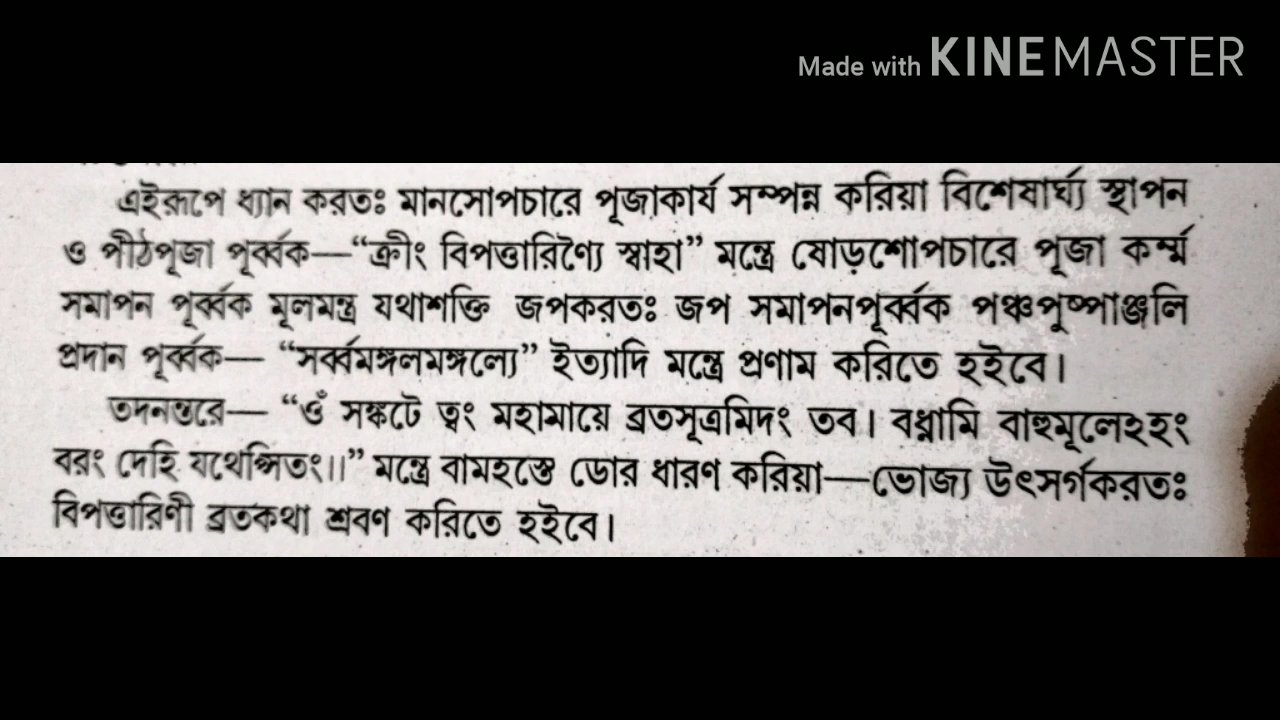 Made with KINEMASTER
এইরূপে ধ্যান করতঃ মানসোপচারে পূজাকার্য সম্পন্ন করিয়া বিশেষার্ঘ্য স্থাপন
ও পীঠপূজা পূর্ব্বক—“ক্রীং বিপত্তারিণ্যৈ স্বাহা” মন্ত্রে ষোড়শোপচারে পূজা কর্ম্ম
সমাপন পূর্ব্বক মূলমন্ত্র যথাশক্তি জপকরতঃ জপ সমাপনপূর্ব্বক পঞ্চপুষ্পাঞ্জলি
প্রদান পূর্ব্বক— “সর্ব্বমঙ্গলমঙ্গল্যে” ইত্যাদি মন্ত্রে প্রণাম করিতে হইবে।
তদনন্তরে— “ওঁ সঙ্কটে ত্বং মহামায়ে ব্রতসূত্রমিদং তব। বধ্নামি বাহুমূলেঽহং
বরং দেহি যথেপ্সিতং।।” মন্ত্রে বামহস্তে ডোর ধারণ করিয়া—ভোজ্য উৎসর্গকরতঃ
বিপত্তারিণী ব্রতকথা শ্রবণ করিতে হইবে।